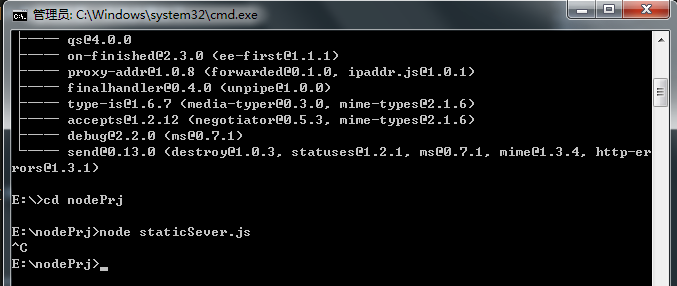 管理员: C:\Windows\system32\cmd.exe
qs@4.0.0
on-finished@2.3.0 (ee-first@1.1.1)
proxy-addr@1.0.8 (forwarded@0.1.0, ipaddr.js@1.0.1)
finalhandler@0.4.0 (unpipe@1.0.0)
type-is@1.6.7 (media-typer@0.3.0, mime-types@2.1.6)
accepts@1.2.12 (negotiator@0.5.3, mime-types@2.1.6)
debug@2.2.0 (ms@0.7.1)
send@0.13.0 (destroy@1.0.3, statuses@1.2.1, ms@0.7.1, mime@1.3.4, http-er
rors@1.3.1)
E:\>cd nodePrj
E:\nodePrj>node staticSever.js
^C
E:\nodePrj>_